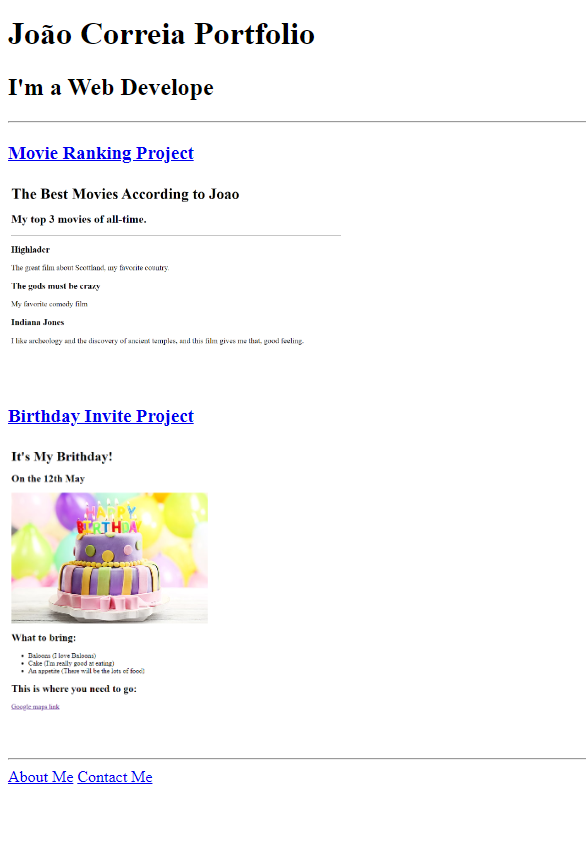 João Correia Portfolio
I'm a Web Develope
Movie Ranking Project
The Best Movies According to Joao
My top 3 movies of all-time.
Highlader
The great film about Scottland, my favorite country.
The gods must be crazy
My favorite comedy film
Indiana Jones
I like archeology and the discovery of ancient temples, and this film gives me that, good feeling.
Birthday Invite Project
It's My Brithday!
On the 12th May
HAPPY
BIRTHDAY
What to bring:
Baloons (I love Baloons)
Cake (I'm really good at eating)
An appetite (There will be the lots of food)
This is where you need to go:
Google maps link
About Me Contact Me